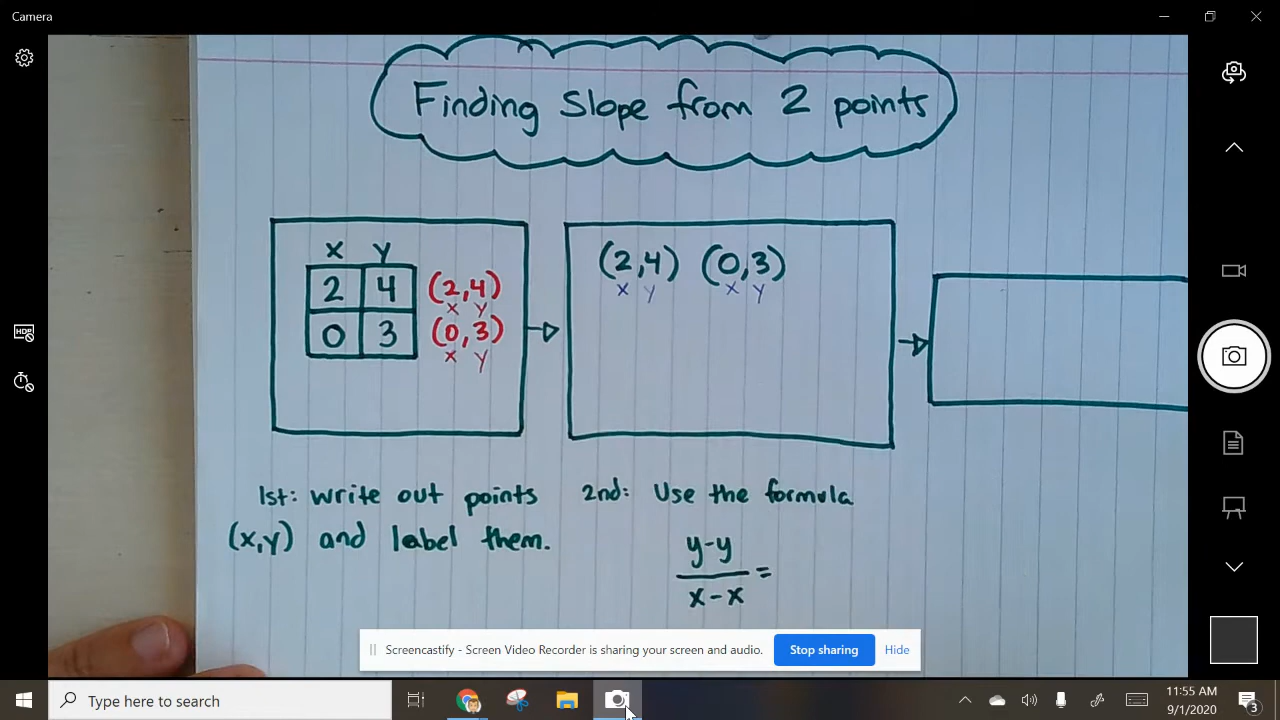 Camera
Finding Slope from 2 points
x y
2 4 (2,4)
x y
0 3 (0,3)
x y
(2,4) (0,3)
x y x y
1st: write out points
(x,y) and label them.
2nd: Use the formula
y-y
x-x
=
Screencastify - Screen Video Recorder is sharing your screen and audio.
Stop sharing
Hide
Type here to search
11:55 AM
9/1/2020
3